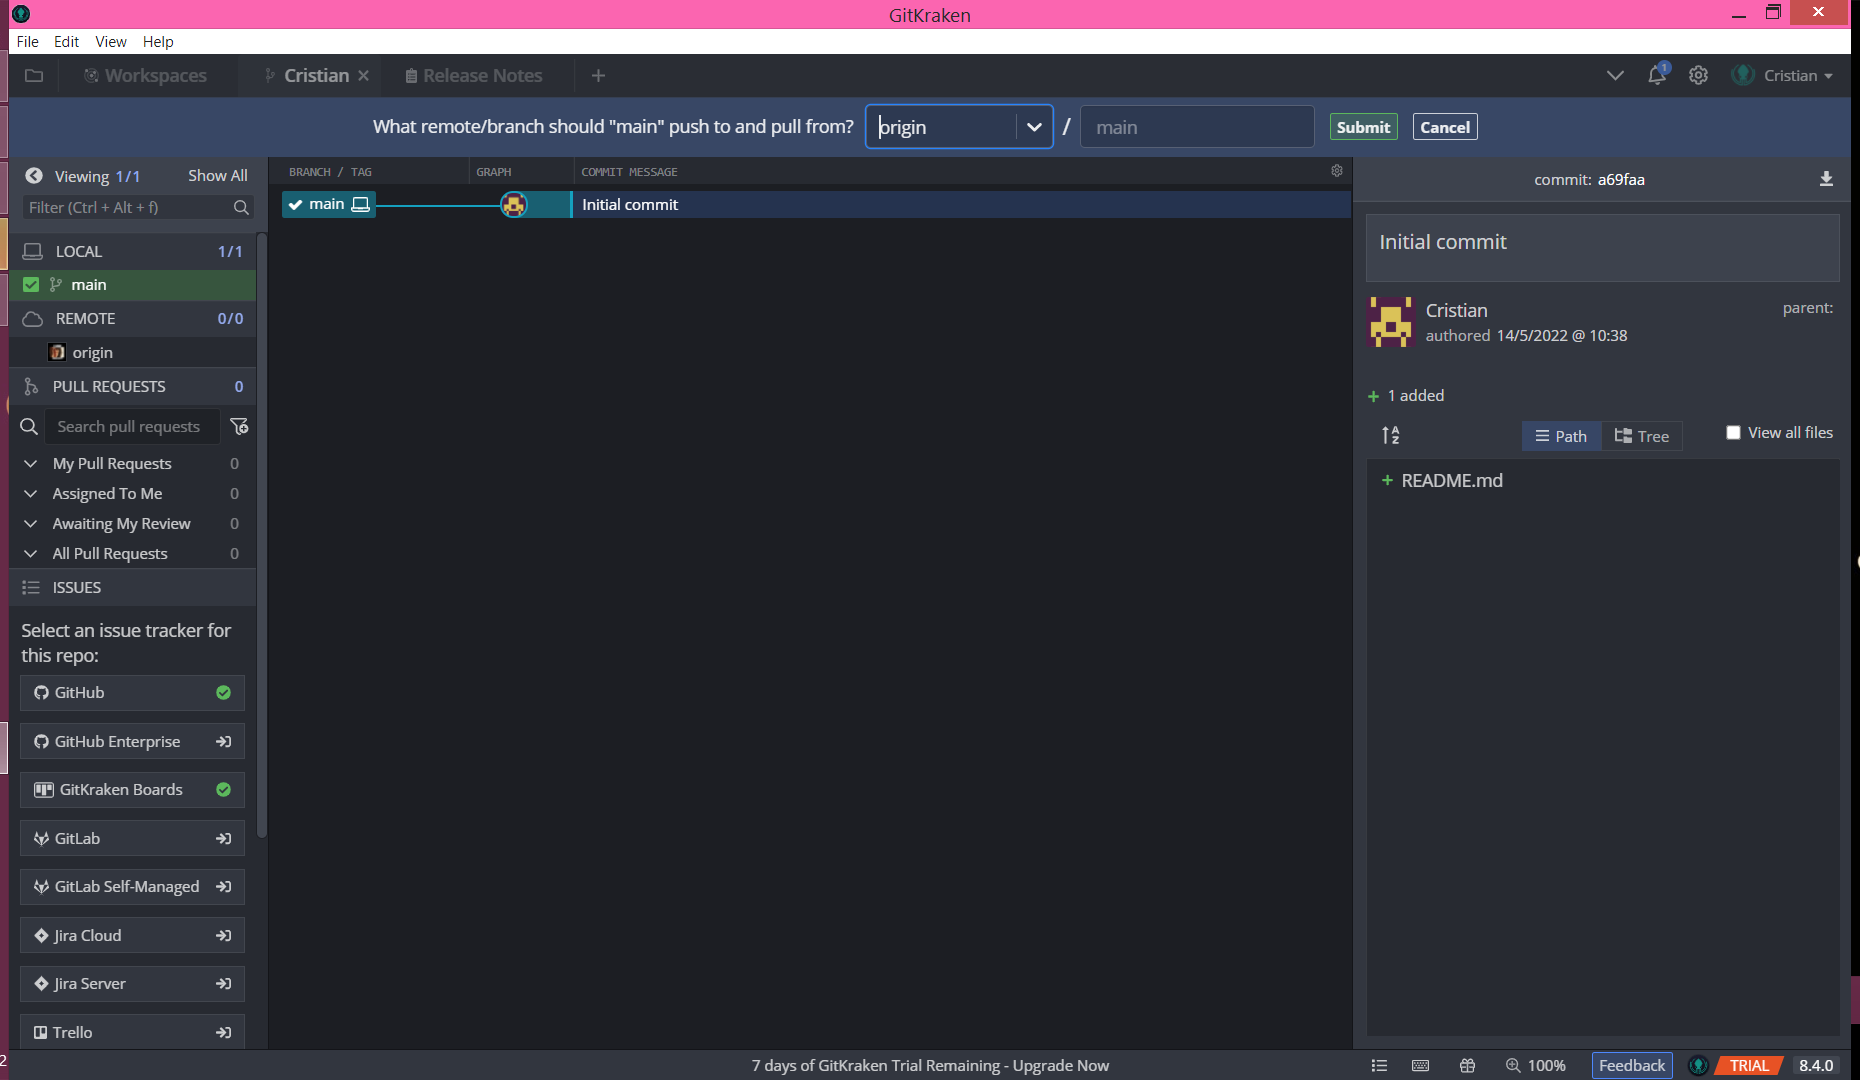 GitKraken
File Edit View Help
Workspaces Cristian Release Notes 1 Cristian
What remote/branch should "main" push to and pull from? origin / main Submit Cancel
Viewing 1/1 Show All
Filter (Ctrl + Alt + f)
LOCAL 1/1
main
REMOTE 0/0
origin
PULL REQUESTS 0
Search pull requests
My Pull Requests 0
Assigned To Me 0
Awaiting My Review 0
All Pull Requests 0
ISSUES
Select an issue tracker for
this repo:
GitHub
GitHub Enterprise
GitKraken Boards
GitLab
GitLab Self-Managed
Jira Cloud
Jira Server
Trello
2
BRANCH / TAG GRAPH COMMIT MESSAGE
main Initial commit
commit: a69faa
Initial commit
Cristian parent:
authored 14/5/2022 @ 10:38
+ 1 added
A
Z
Path Tree View all files
+ README.md
7 days of GitKraken Trial Remaining - Upgrade Now 100% Feedback TRIAL 8.4.0